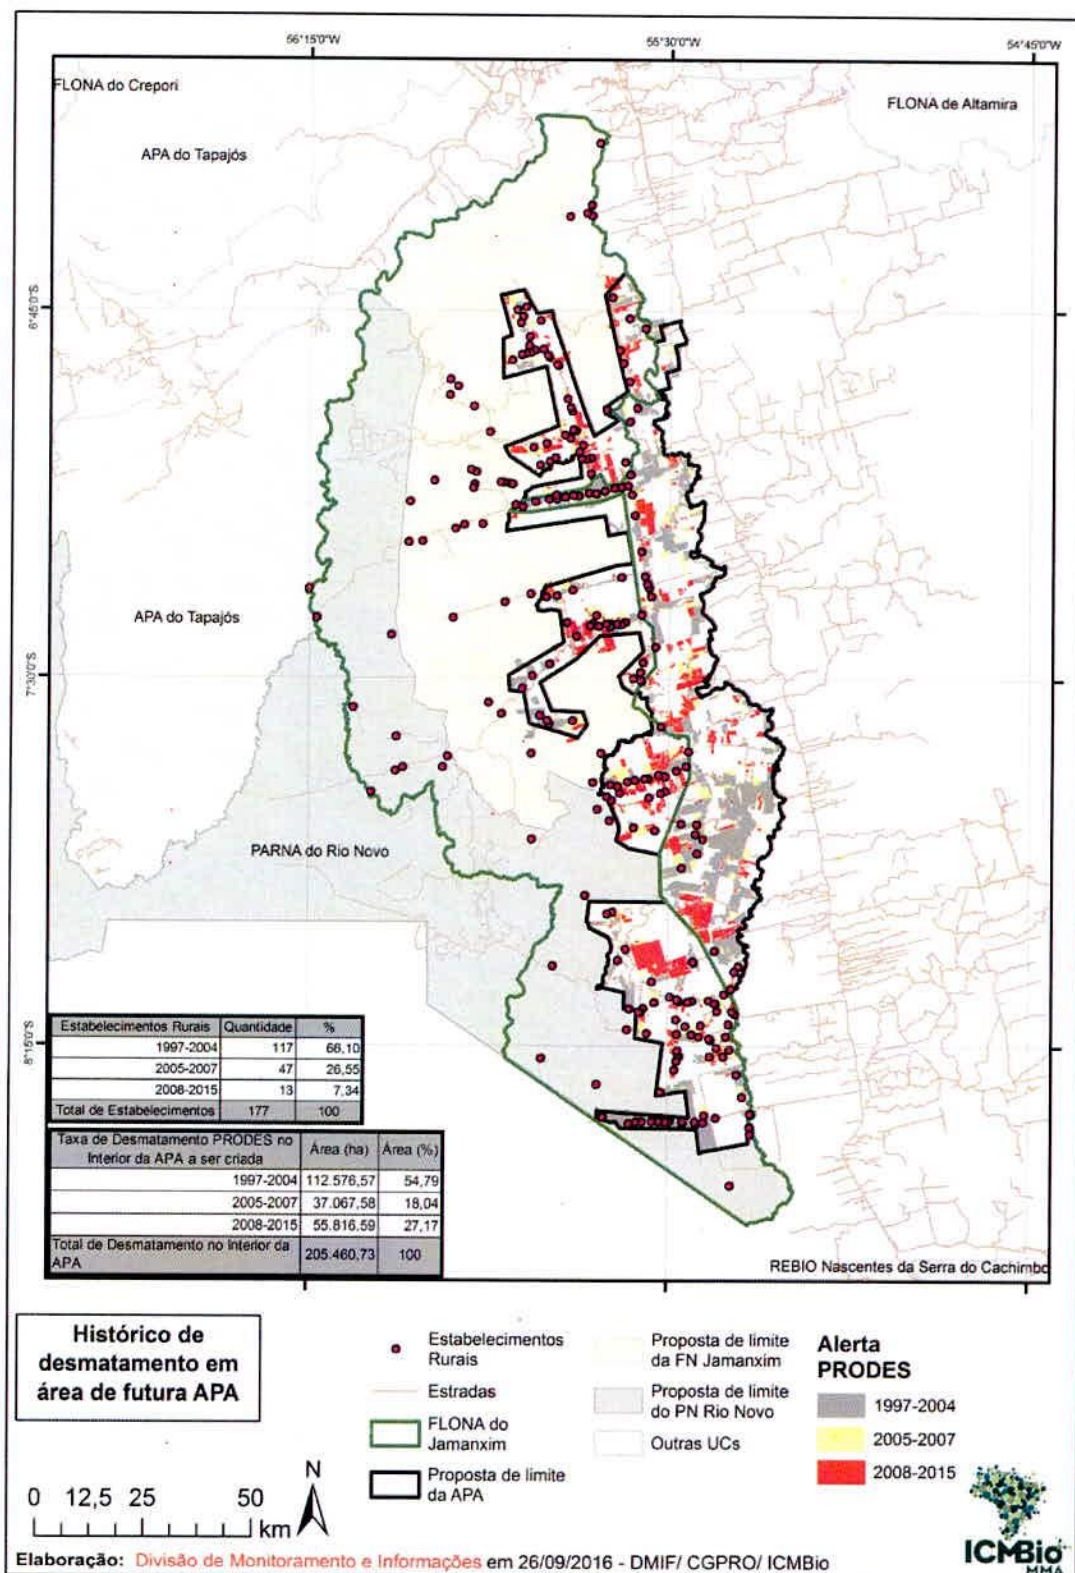 56°15'0"W
55°30'0"W
54°45'0"W
FLONA do Crepori
FLONA de Altamira
APA do Tapajós
6°45'0"S
APA do Tapajós
7°30'0"S
PARNA do Rio Novo
8°15'0"S
Estabelecimentos Rurais Quantidade %
1997-2004 117 66,10
2005-2007 47 26,55
2008-2015 13 7,34
Total de Estabelecimentos 177 100
Taxa de Desmatamento PRODES no Interior da APA a ser criada Área (ha) Área (%)
1997-2004 112.576,57 54,79
2005-2007 37.067,58 18,04
2008-2015 55.816,59 27,17
Total de Desmatamento no Interior da APA 205.460,73 100
REBIO Nascentes da Serra do Cachimbo
Histórico de
desmatamento em
área de futura APA
Estabelecimentos
Rurais
Estradas
FLONA do
Jamanxim
Proposta de limite
da APA
Proposta de limite
da FN Jamanxim
Proposta de limite
do PN Rio Novo
Outras UCs
Alerta
PRODES
1997-2004
2005-2007
2008-2015
N
0 12,5 25 50
km
ICMBio
MMA
Elaboração: Divisão de Monitoramento e Informações em 26/09/2016 - DMIF/ CGPRO/ ICMBio